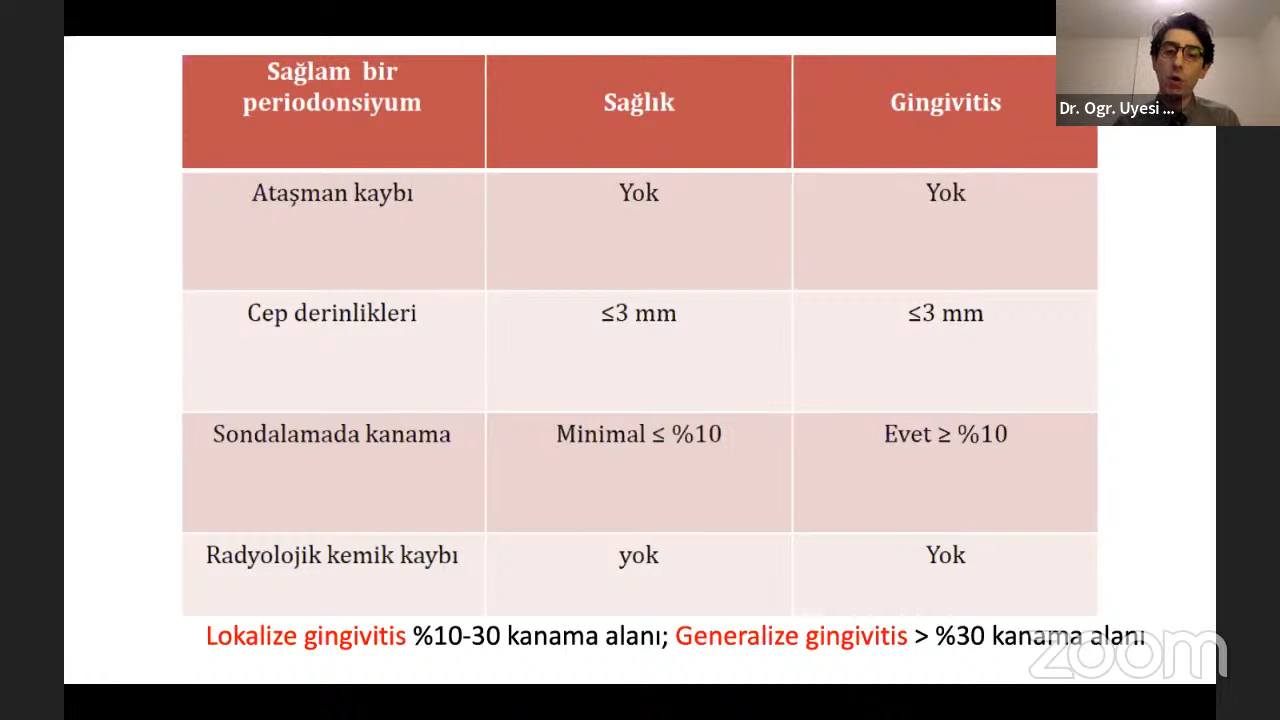 Sağlam bir
periodonsiyum
Sağlık
Gingivitis
Dr. Ogr. Uyesi ...
Ataşman kaybı
Yok
Yok
Cep derinlikleri
≤3 mm
≤3 mm
Sondalamada kanama
Minimal ≤ %10
Evet ≥ %10
Radyolojik kemik kaybı
yok
Yok
Lokalize gingivitis %10-30 kanama alanı; Generalize gingivitis > %30 kanama alanı
zoom